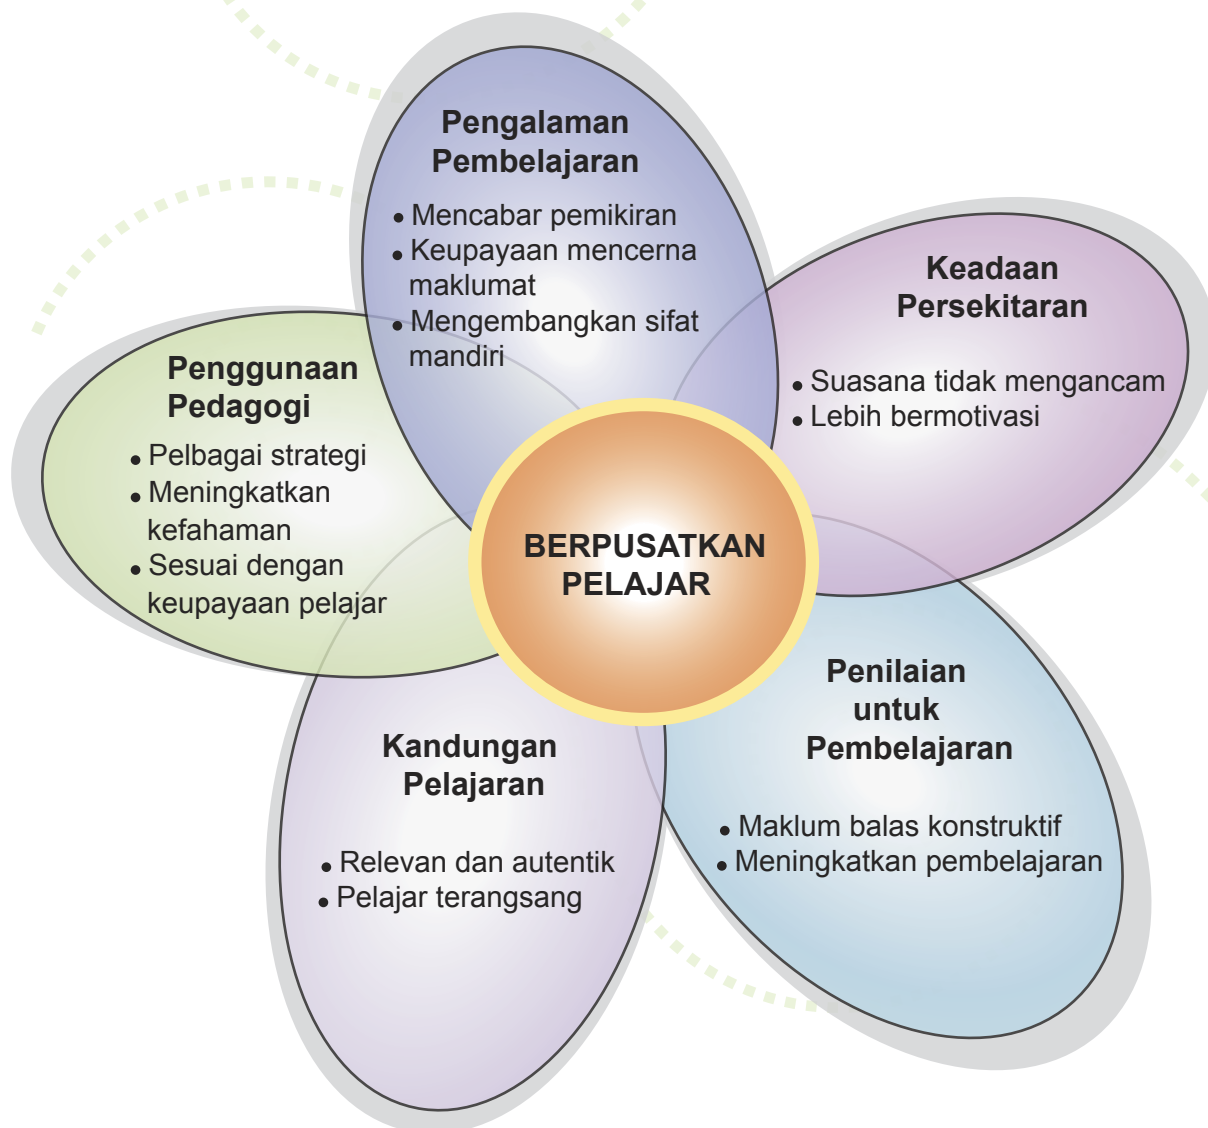 Pengalaman
Pembelajaran
• Mencabar pemikiran
• Keupayaan mencerna
maklumat
• Mengembangkan sifat
mandiri
Keadaan
Persekitaran
• Suasana tidak mengancam
• Lebih bermotivasi
Penggunaan
Pedagogi
• Pelbagai strategi
• Meningkatkan
kefahaman
• Sesuai dengan
keupayaan pelajar
BERPUSATKAN
PELAJAR
Penilaian
untuk
Pembelajaran
• Maklum balas konstruktif
• Meningkatkan pembelajaran
Kandungan
Pelajaran
• Relevan dan autentik
• Pelajar terangsang